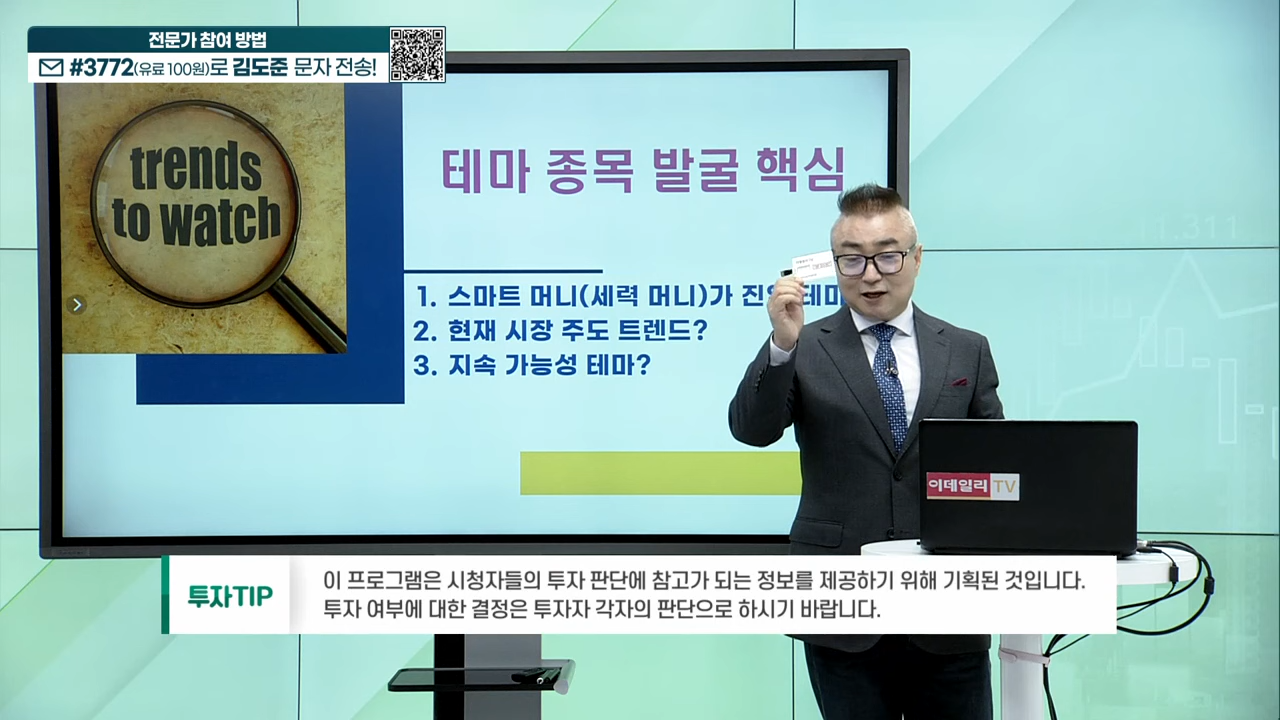 전문가 참여 방법
#3772(유료 100원)로 김도준 문자 전송!
trends
to watch
테마 종목 발굴 핵심
1. 스마트 머니(세력 머니)가 진입 테마
2. 현재 시장 주도 트렌드?
3. 지속 가능성 테마?
11.311
이데일리 TV
투자TIP
이 프로그램은 시청자들의 투자 판단에 참고가 되는 정보를 제공하기 위해 기획된 것입니다.
투자 여부에 대한 결정은 투자자 각자의 판단으로 하시기 바랍니다.